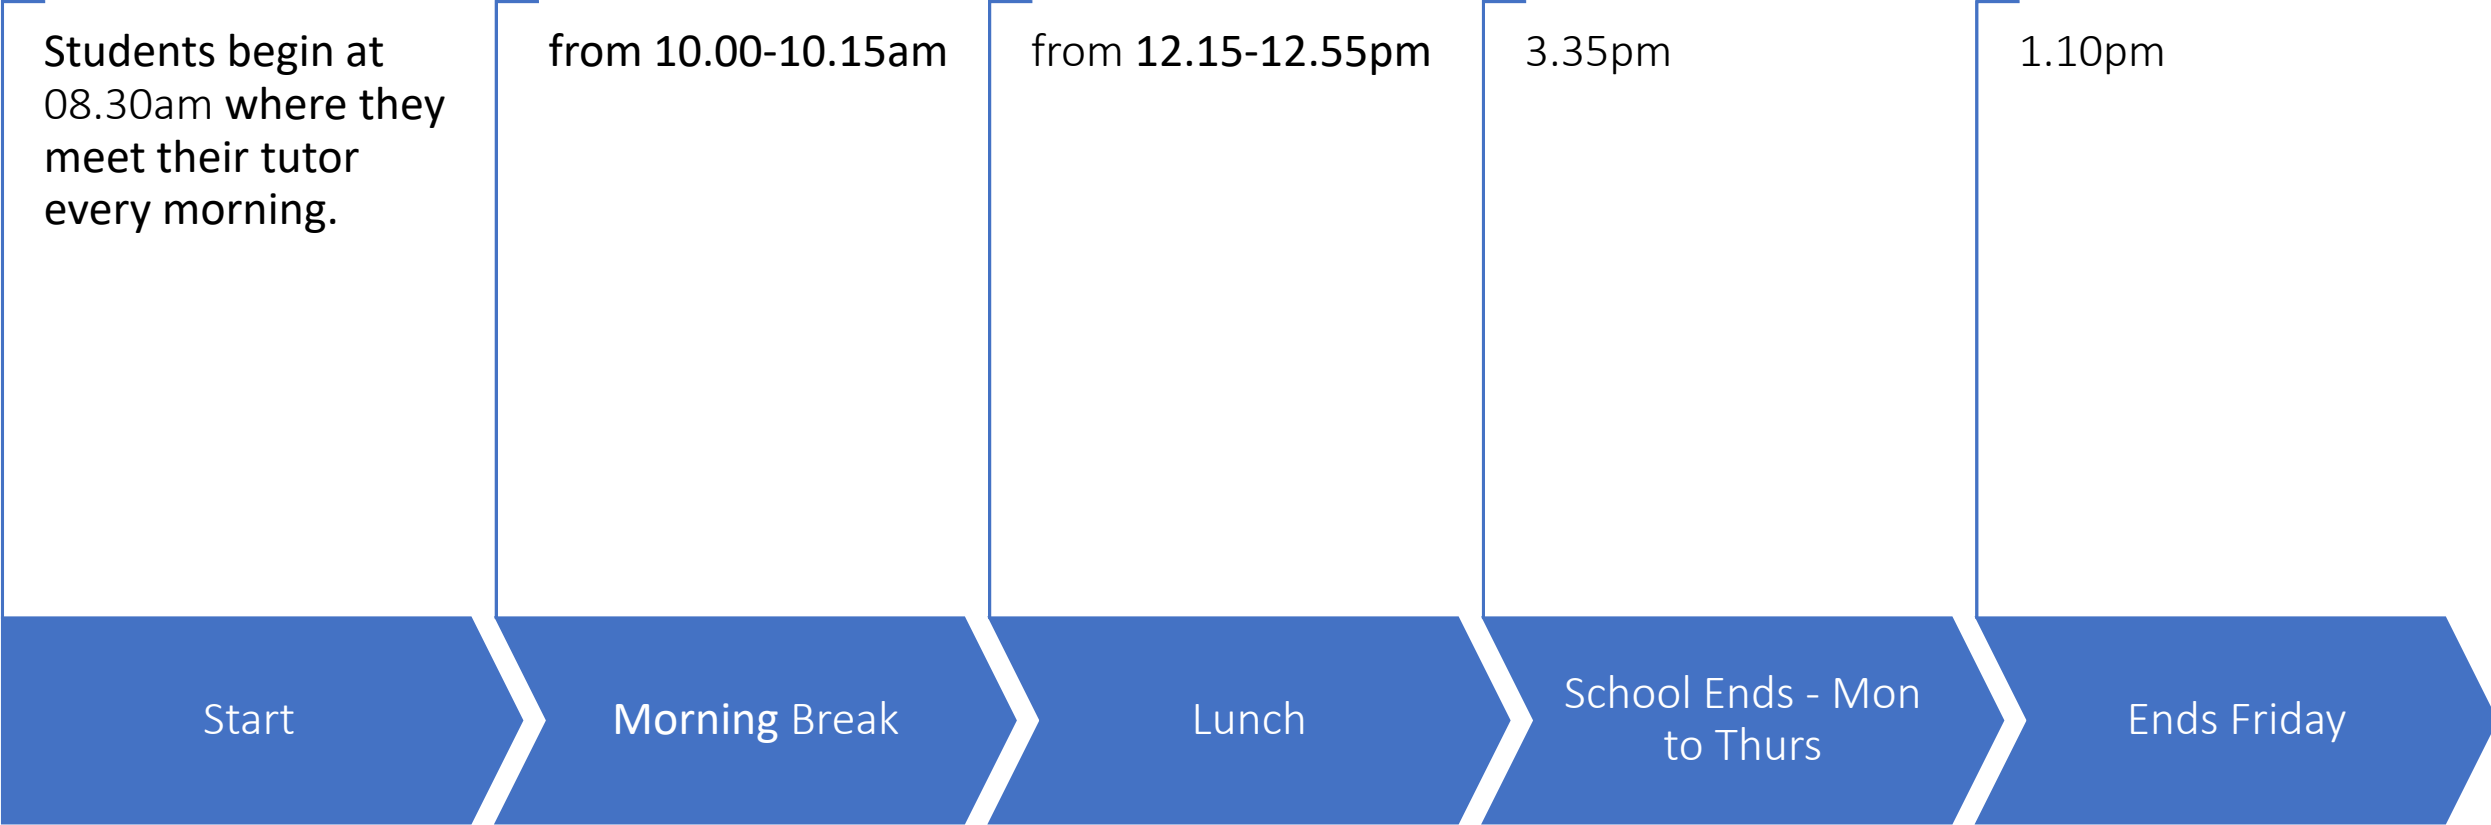 Students begin at
08.30am where they
meet their tutor
every morning.
from 10.00-10.15am
from 12.15-12.55pm
3.35pm
1.10pm
Start
Morning Break
Lunch
School Ends - Mon
to Thurs
Ends Friday